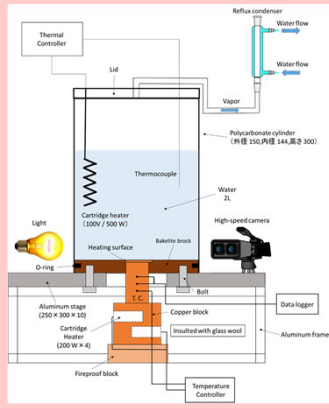 Reflux condenser
Water flow
Thermal
Controller
Lid
Water flow
Vapor
Polycarbonate cylinder
(外径 150,内径 144,高さ 300)
Thermocouple
Water
2L
Cartridge heater
(100V / 500 W)
Light
High-speed camera
Heating surface
Bakelite brock
O-ring
T. C.
Bolt
Data logger
Aluminum stage
(250 × 300 × 10)
Copper block
Cartridge
Heater
(200 W × 4)
Insulted with glass wool
Aluminum frame
Fireproof block
Temperature
Controller